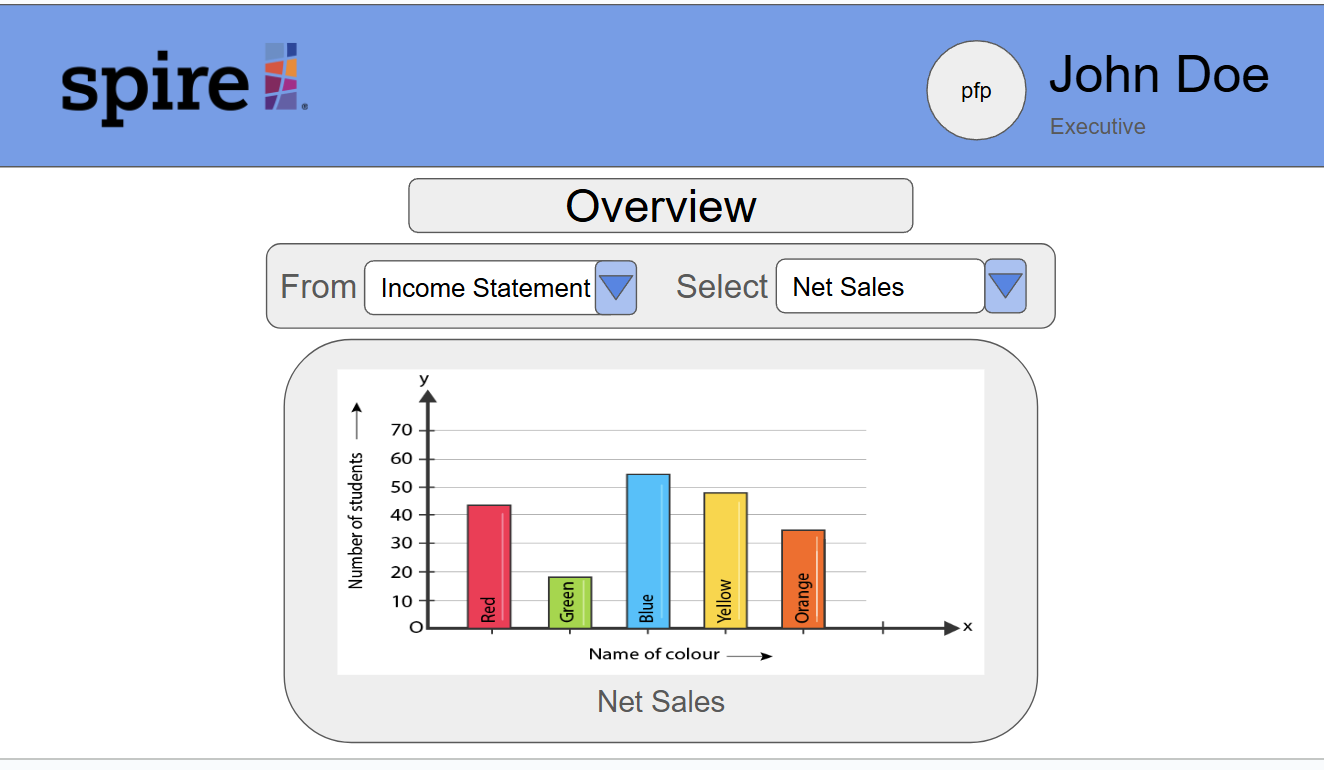 spire
®
pfp
John Doe
Executive
Overview
From
Income Statement
Select
Net Sales
y
Number of students
70
60
50
40
30
20
10
O
Red
Green
Blue
Yellow
Orange
x
Name of colour
Net Sales